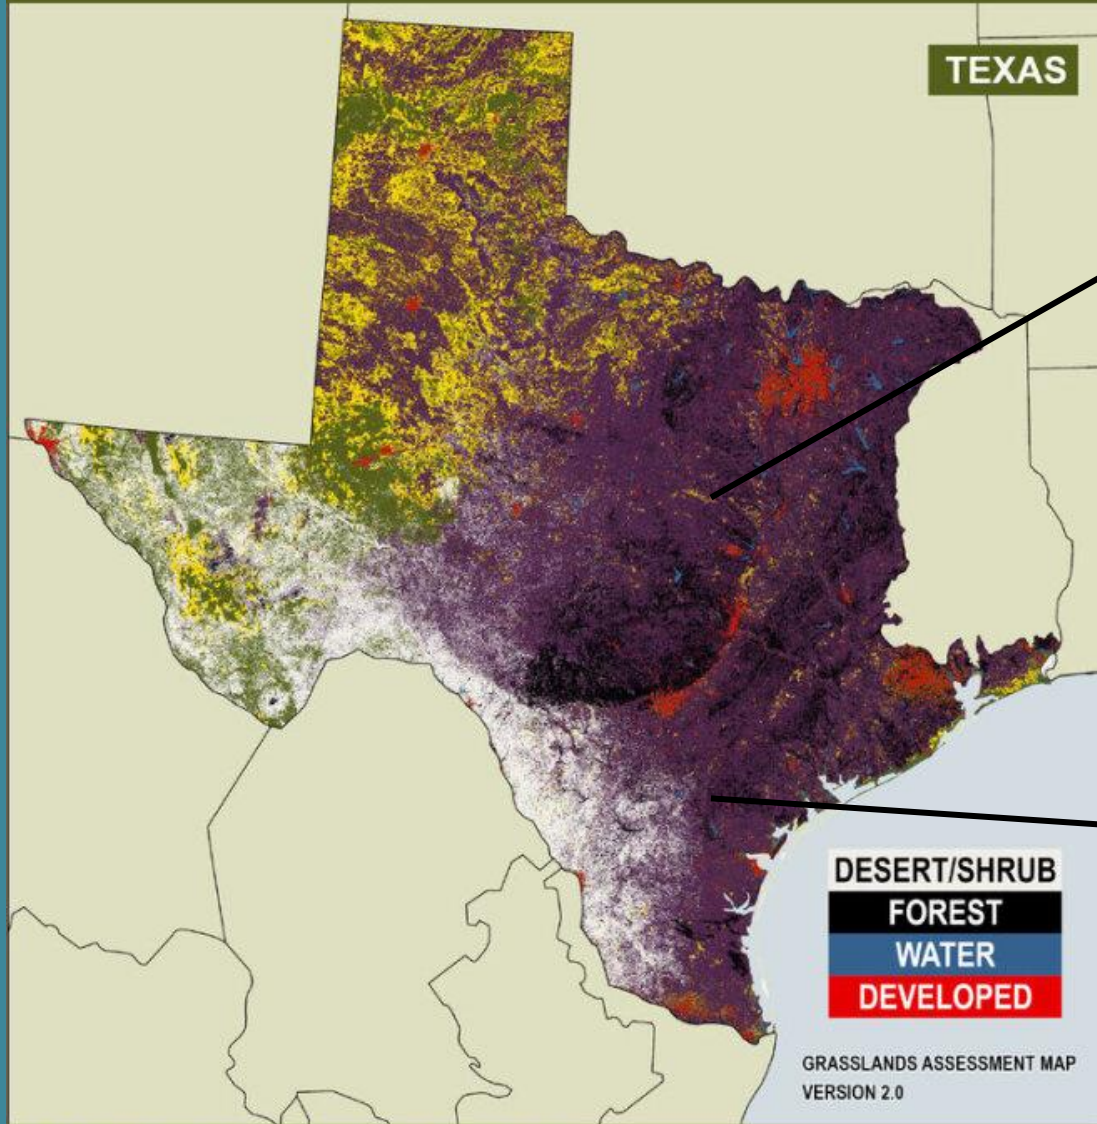 TEXAS
DESERT/SHRUB
FOREST
WATER
DEVELOPED
GRASSLANDS ASSESSMENT MAP
VERSION 2.0